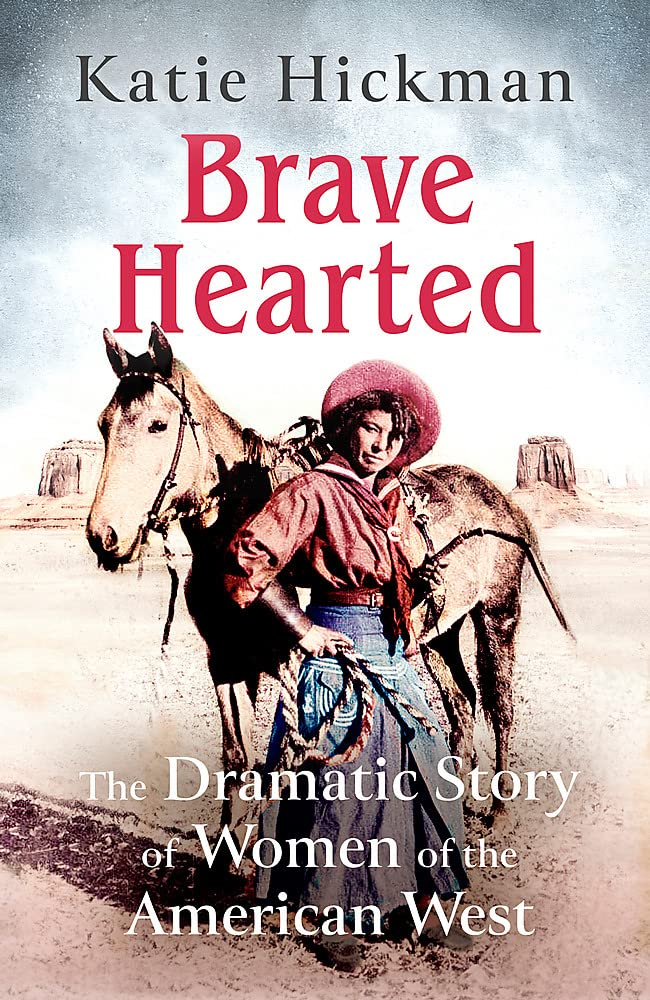 Katie Hickman
Brave
Hearted
The Dramatic Story
of Women of the
American West